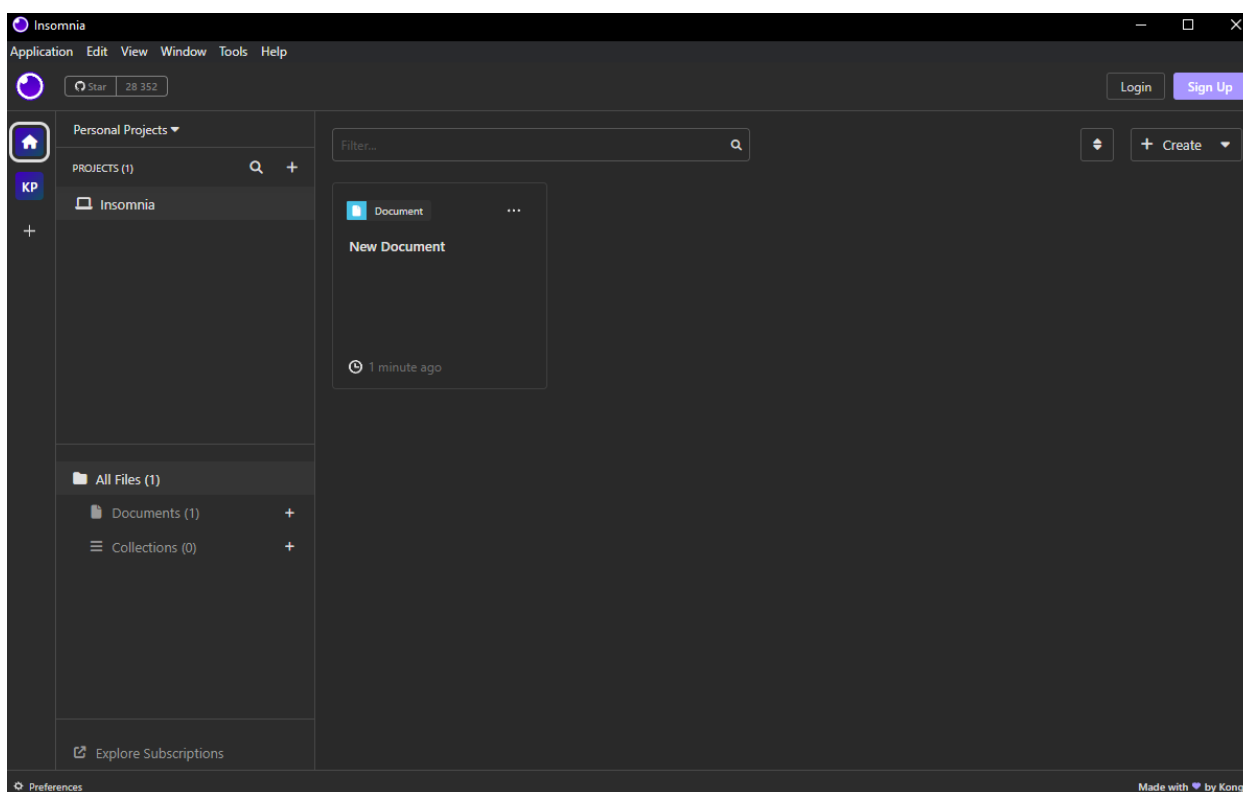 Insomnia
Application Edit View Window Tools Help
Star 28 352
Login Sign Up
Personal Projects
Filter...
+ Create
PROJECTS (1)
KP
Insomnia
Document
New Document
1 minute ago
All Files (1)
Documents (1)
Collections (0)
Explore Subscriptions
Preferences
Made with 💜 by Kong